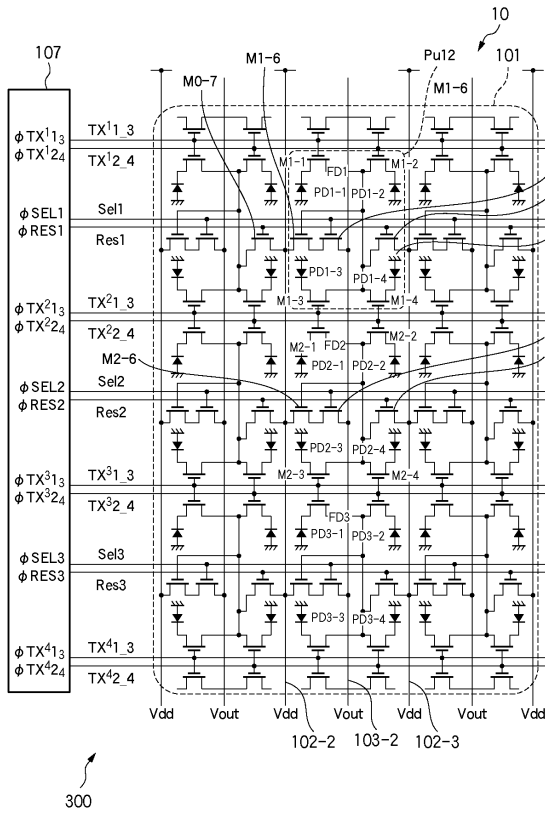 10
107
M1-6
Pu12
101
M0-7
M1-6
φTX¹1₃
TX¹1_3
φTX¹2₄
TX¹2_4
M1-1
FD1
M1-2
PD1-1
PD1-2
φSEL1
Sel1
φRES1
Res1
PD1-3
PD1-4
φTX²1₃
TX²1_3
M1-3
M1-4
φTX²2₄
TX²2_4
M2-1
FD2
M2-2
M2-6
PD2-1
PD2-2
φSEL2
Sel2
φRES2
Res2
PD2-3
PD2-4
φTX³1₃
TX³1_3
M2-3
M2-4
φTX³2₄
TX³2_4
FD3
PD3-1
PD3-2
φSEL3
Sel3
φRES3
Res3
PD3-3
PD3-4
φTX⁴1₃
TX⁴1_3
φTX⁴2₄
TX⁴2_4
Vdd Vout Vdd Vout Vdd Vout Vdd
102-2 103-2 102-3
300